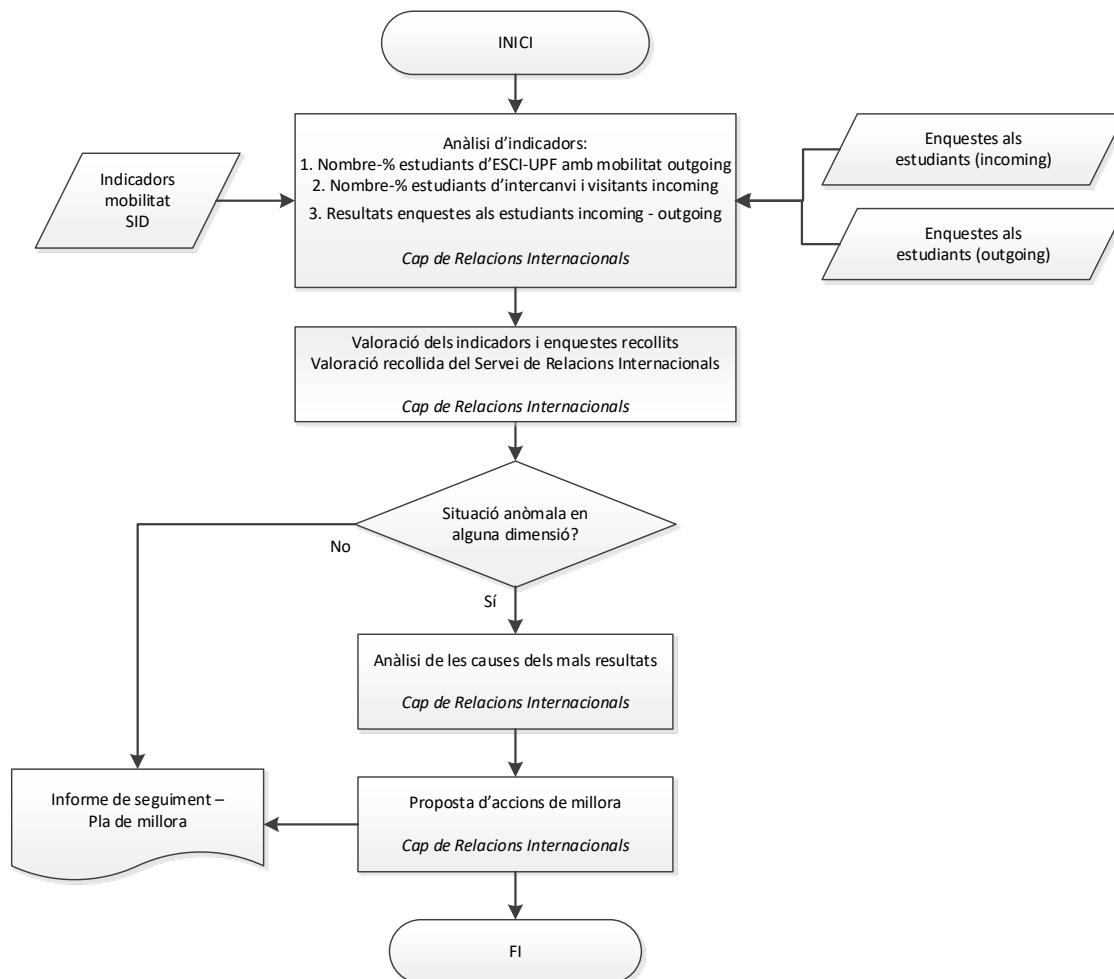 INICI
Anàlisi d’indicadors:
1. Nombre-% estudiants d’ESCI-UPF amb mobilitat outgoing
2. Nombre-% estudiants d’intercanvi i visitants incoming
3. Resultats enquestes als estudiants incoming - outgoing
Cap de Relacions Internacionals
Indicadors
mobilitat
SID
Enquestes als
estudiants (incoming)
Enquestes als
estudiants (outgoing)
Valoració dels indicadors i enquestes recollits
Valoració recollida del Servei de Relacions Internacionals
Cap de Relacions Internacionals
Situació anòmala en
alguna dimensió?
No
Sí
Anàlisi de les causes dels mals resultats
Cap de Relacions Internacionals
Informe de seguiment –
Pla de millora
Proposta d’accions de millora
Cap de Relacions Internacionals
FI